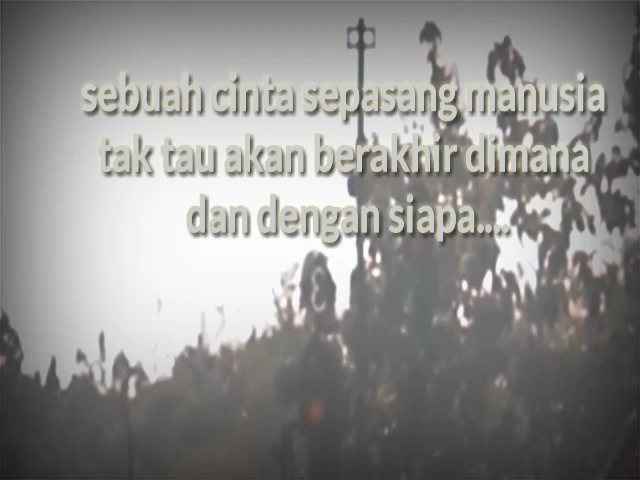 sebuah cinta sepasang manusia
tak tau akan berakhir dimana
dan dengan siapa....